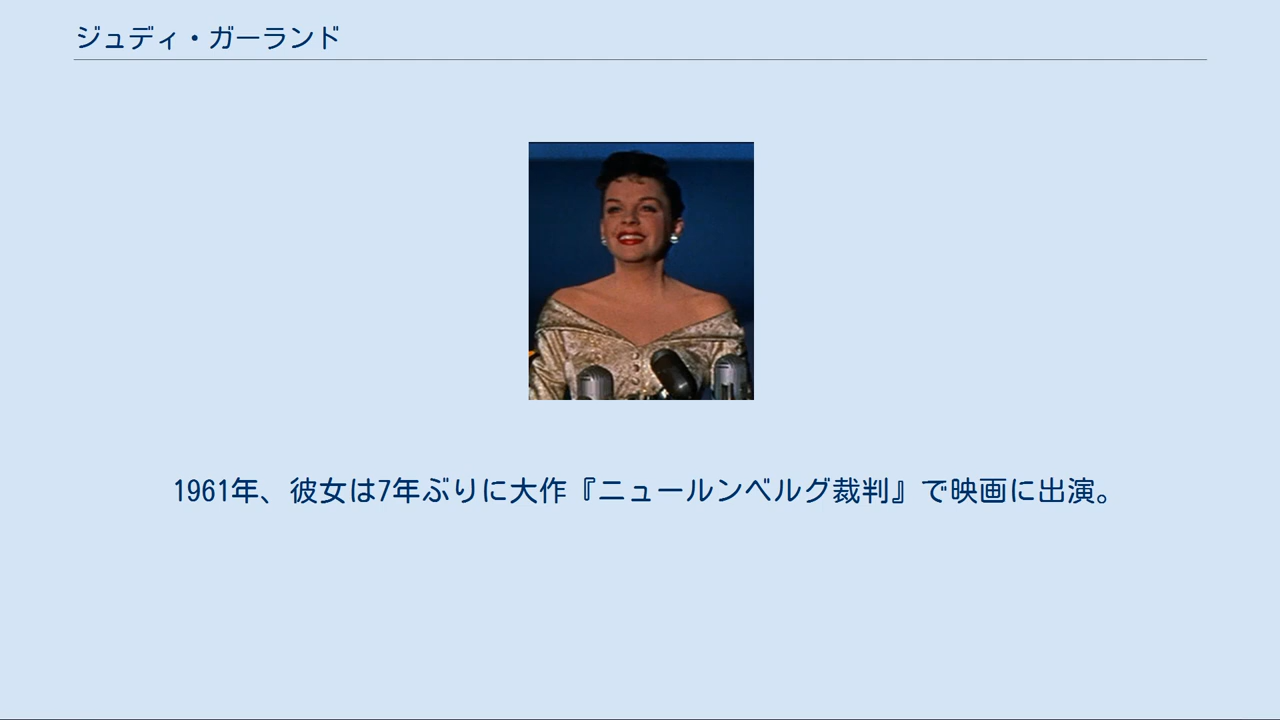 ジュディ・ガーランド
1961年、彼女は7年ぶりに大作『ニュールンベルグ裁判』で映画に出演。